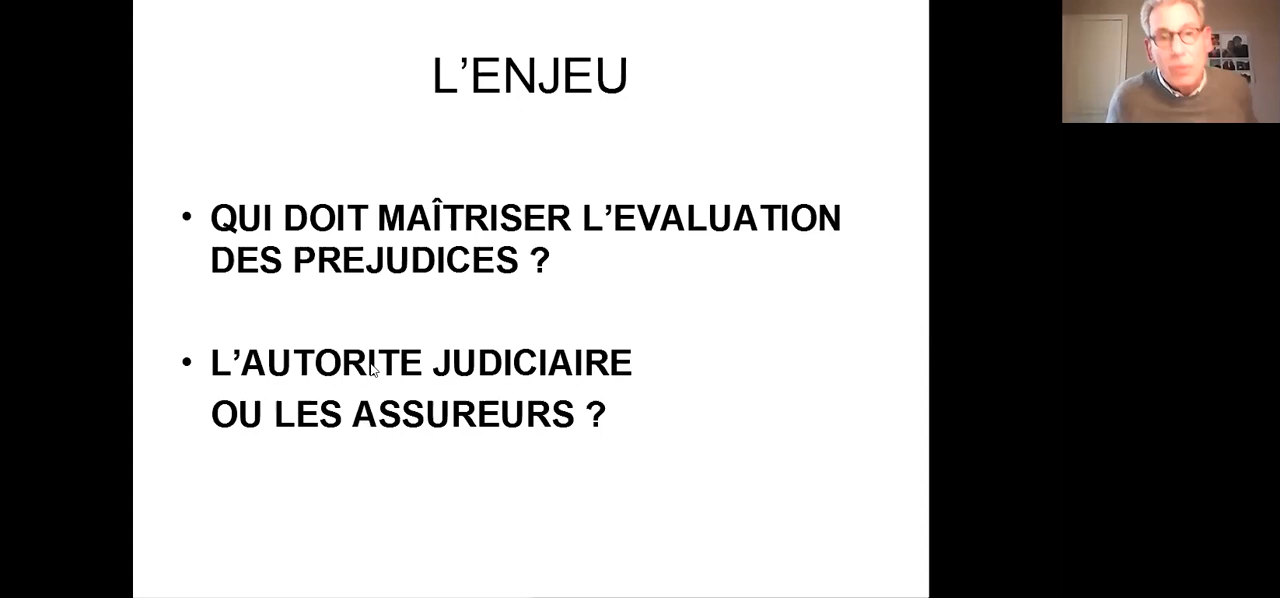 L’ENJEU
• QUI DOIT MAÎTRISER L’EVALUATION
DES PREJUDICES ?
• L’AUTORITE JUDICIAIRE
OU LES ASSUREURS ?